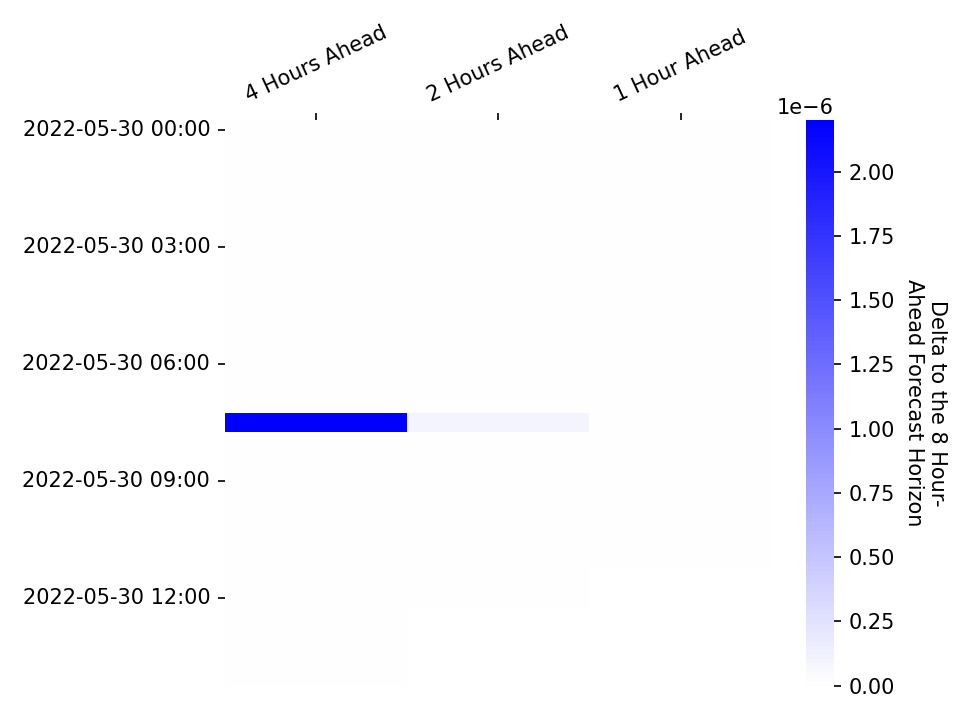 4 Hours Ahead
2 Hours Ahead
1 Hour Ahead
1e−6
2022-05-30 00:00
2022-05-30 03:00
2022-05-30 06:00
2022-05-30 09:00
2022-05-30 12:00
2.00
1.75
1.50
1.25
1.00
0.75
0.50
0.25
0.00
Delta to the 8 Hour-
Ahead Forecast Horizon